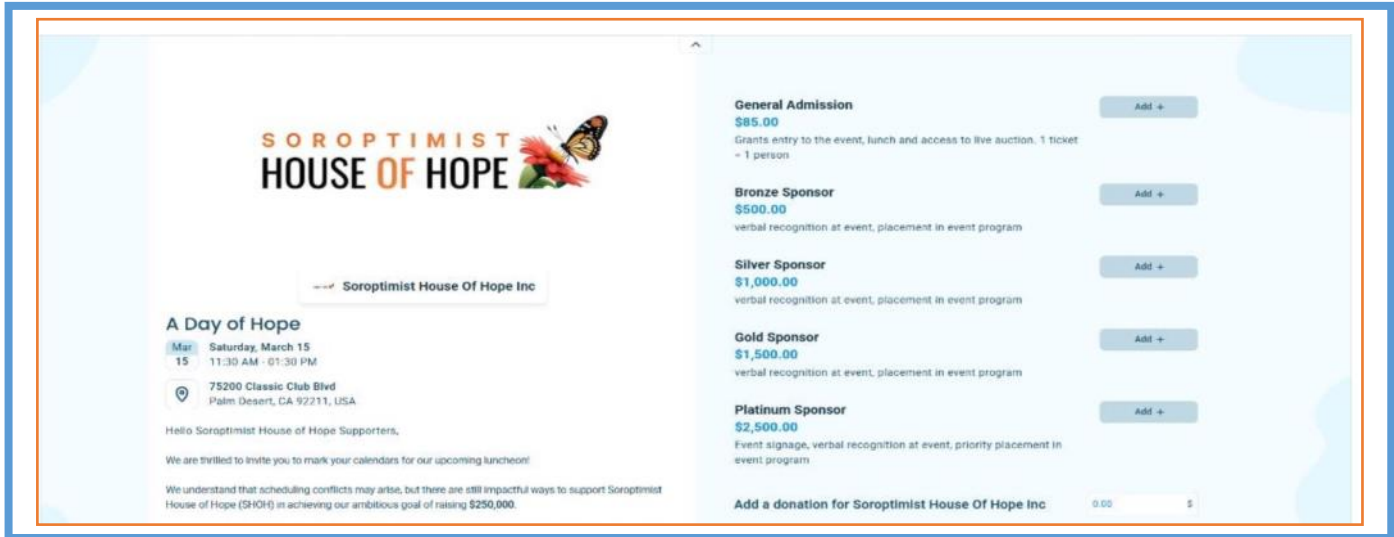 SOROPTIMIST
HOUSE OF HOPE
Soroptimist House Of Hope Inc
A Day of Hope
Mar
15
Saturday, March 15
11:30 AM - 01:30 PM
75200 Classic Club Blvd
Palm Desert, CA 92211, USA
Hello Soroptimist House of Hope Supporters,
We are thrilled to invite you to mark your calendars for our upcoming luncheon!
We understand that scheduling conflicts may arise, but there are still impactful ways to support Soroptimist
House of Hope (SHOH) in achieving our ambitious goal of raising $250,000.
General Admission
Add +
$85.00
Grants entry to the event, lunch and access to live auction. 1 ticket
= 1 person
Bronze Sponsor
Add +
$500.00
verbal recognition at event, placement in event program
Silver Sponsor
Add +
$1,000.00
verbal recognition at event, placement in event program
Gold Sponsor
Add +
$1,500.00
verbal recognition at event, placement in event program
Platinum Sponsor
Add +
$2,500.00
Event signage, verbal recognition at event, priority placement in
event program
Add a donation for Soroptimist House Of Hope Inc
0.00 $